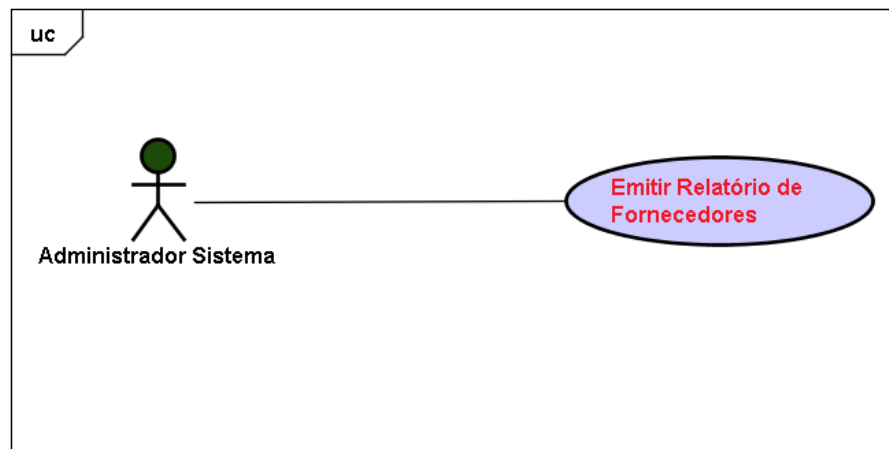 uc
Emitir Relatório de
Fornecedores
Administrador Sistema